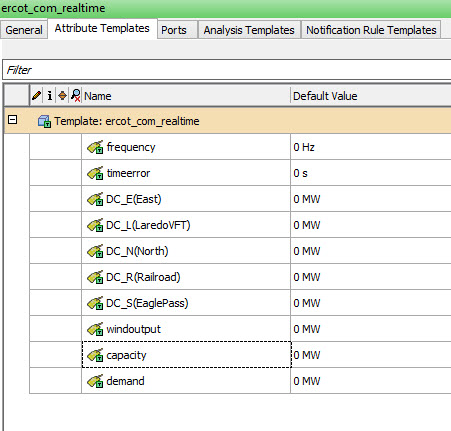 ercot_com_realtime
General Attribute Templates Ports Analysis Templates Notification Rule Templates
Filter
Name Default Value
Template: ercot_com_realtime
frequency 0 Hz
timeerror 0 s
DC_E(East) 0 MW
DC_L(LaredoVFT) 0 MW
DC_N(North) 0 MW
DC_R(Railroad) 0 MW
DC_S(EaglePass) 0 MW
windoutput 0 MW
capacity 0 MW
demand 0 MW